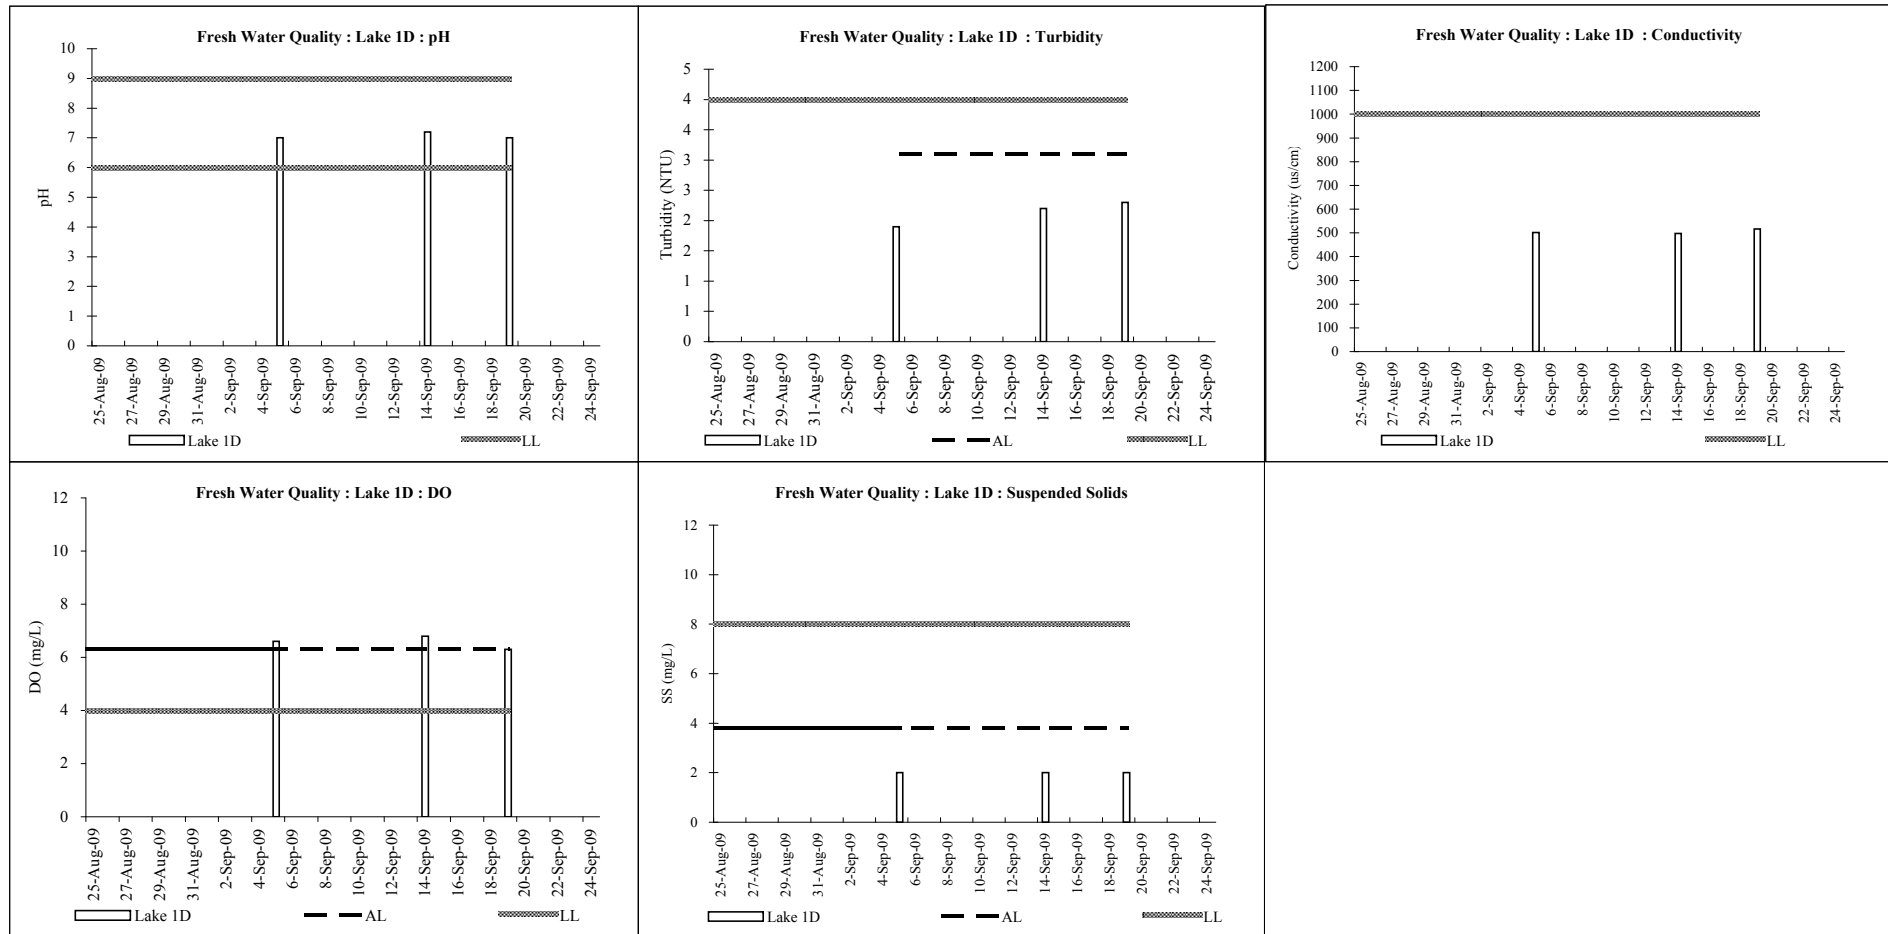 Fresh Water Quality : Lake 1D : pH
10
9
8
7
6
5
4
3
2
1
0
pH
25-Aug-09
27-Aug-09
29-Aug-09
31-Aug-09
2-Sep-09
4-Sep-09
6-Sep-09
8-Sep-09
10-Sep-09
12-Sep-09
14-Sep-09
16-Sep-09
18-Sep-09
20-Sep-09
22-Sep-09
24-Sep-09
Lake 1D
LL
Fresh Water Quality : Lake 1D : Turbidity
5
4
4
3
3
2
2
1
1
0
Turbidity (NTU)
25-Aug-09
27-Aug-09
29-Aug-09
31-Aug-09
2-Sep-09
4-Sep-09
6-Sep-09
8-Sep-09
10-Sep-09
12-Sep-09
14-Sep-09
16-Sep-09
18-Sep-09
20-Sep-09
22-Sep-09
24-Sep-09
Lake 1D
AL
LL
Fresh Water Quality : Lake 1D : Conductivity
1200
1100
1000
900
800
700
600
500
400
300
200
100
0
Conductivity (us/cm)
25-Aug-09
27-Aug-09
29-Aug-09
31-Aug-09
2-Sep-09
4-Sep-09
6-Sep-09
8-Sep-09
10-Sep-09
12-Sep-09
14-Sep-09
16-Sep-09
18-Sep-09
20-Sep-09
22-Sep-09
24-Sep-09
Lake 1D
LL
Fresh Water Quality : Lake 1D : DO
12
10
8
6
4
2
0
DO (mg/L)
25-Aug-09
27-Aug-09
29-Aug-09
31-Aug-09
2-Sep-09
4-Sep-09
6-Sep-09
8-Sep-09
10-Sep-09
12-Sep-09
14-Sep-09
16-Sep-09
18-Sep-09
20-Sep-09
22-Sep-09
24-Sep-09
Lake 1D
AL
LL
Fresh Water Quality : Lake 1D : Suspended Solids
12
10
8
6
4
2
0
SS (mg/L)
25-Aug-09
27-Aug-09
29-Aug-09
31-Aug-09
2-Sep-09
4-Sep-09
6-Sep-09
8-Sep-09
10-Sep-09
12-Sep-09
14-Sep-09
16-Sep-09
18-Sep-09
20-Sep-09
22-Sep-09
24-Sep-09
Lake 1D
AL
LL